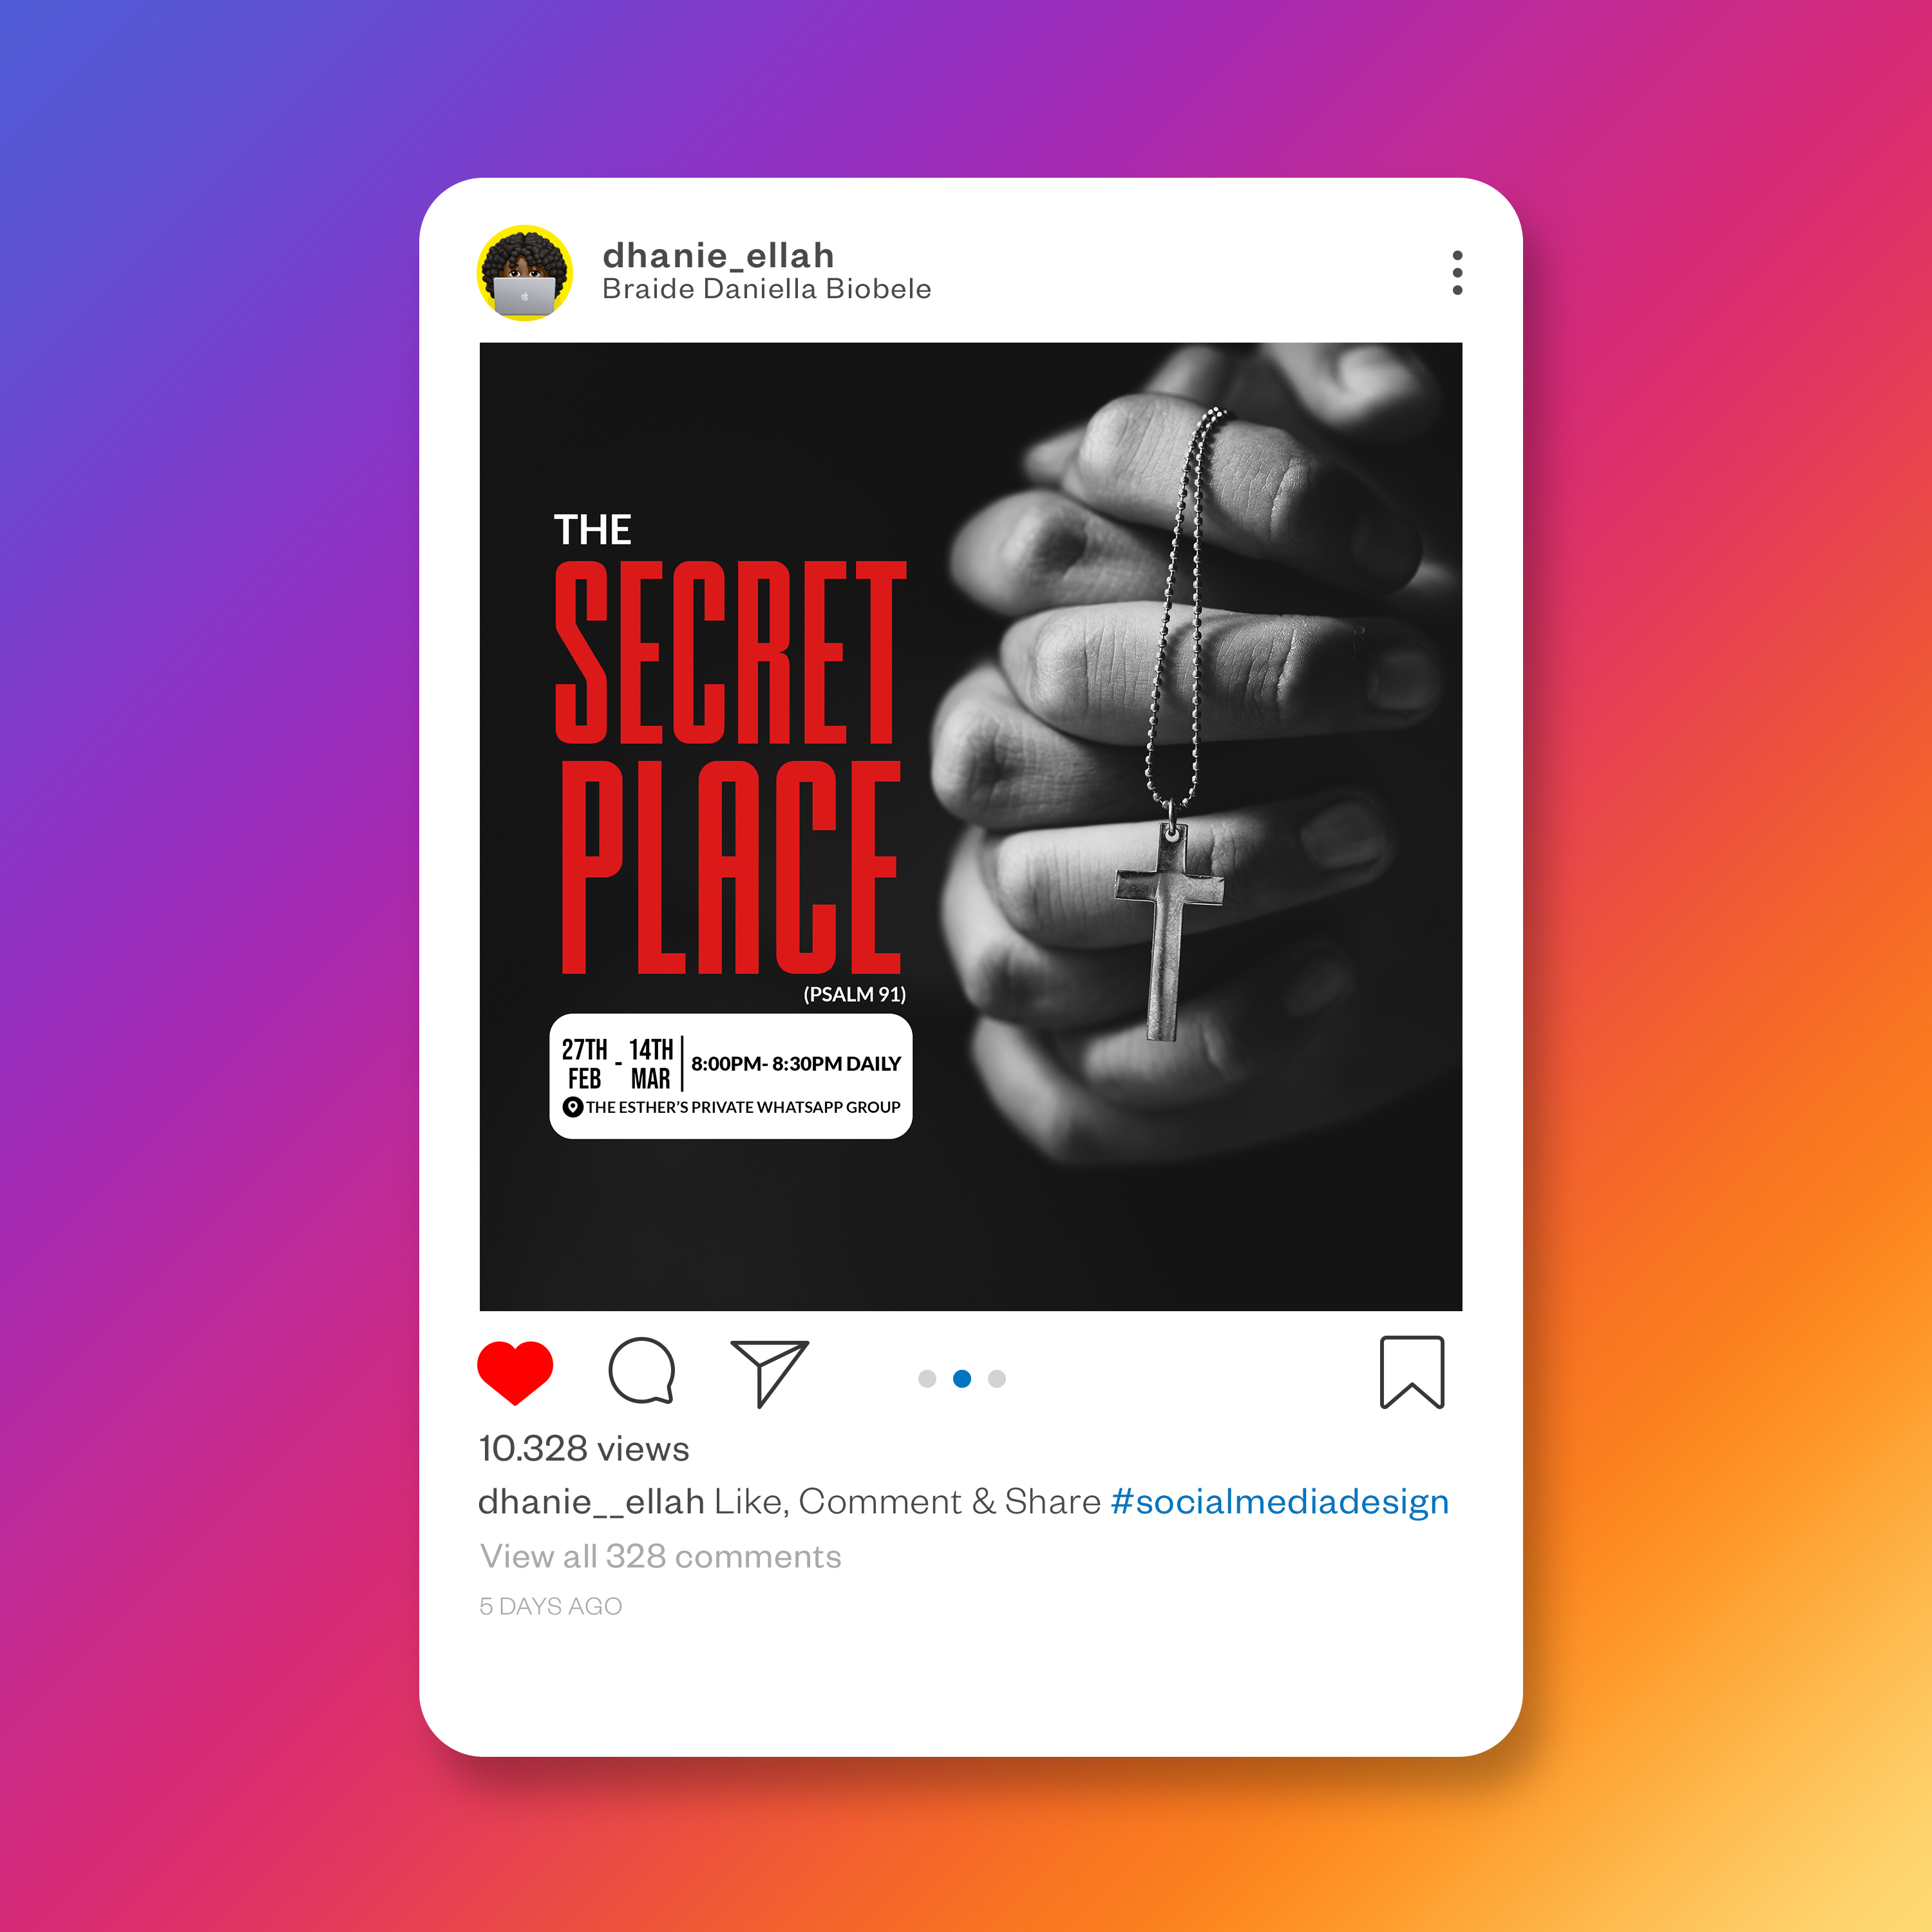 dhanie_ellah
Braide Daniella Biobele
THE
SECRET
PLACE
(PSALM 91)
27TH FEB - 14TH MAR | 8:00PM- 8:30PM DAILY
THE ESTHER'S PRIVATE WHATSAPP GROUP
10.328 views
dhanie__ellah Like, Comment & Share #socialmediadesign
View all 328 comments
5 DAYS AGO